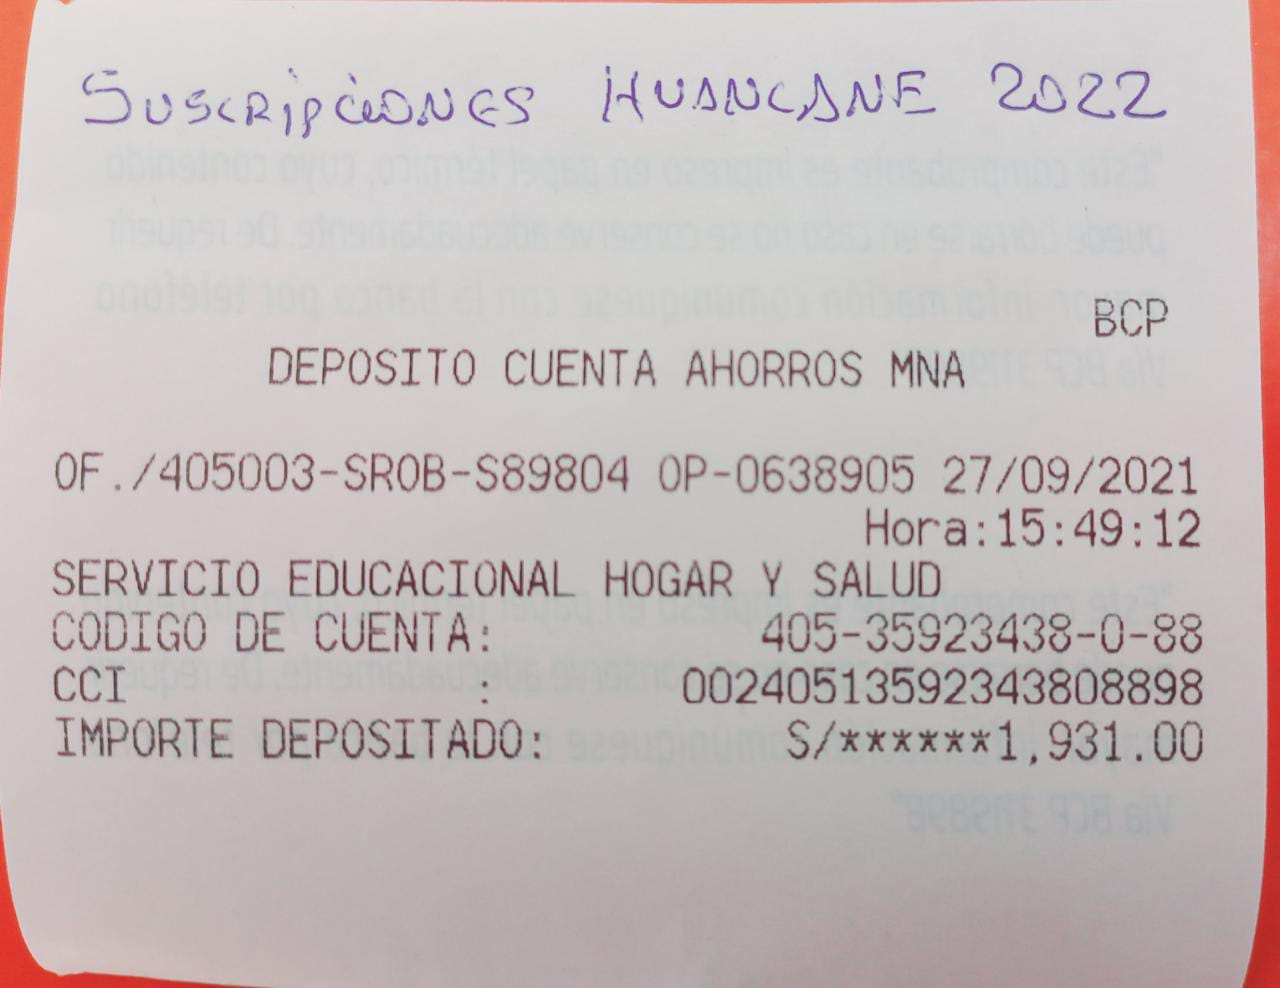 SUSCRIPCIONES HUANCANE 2022
BCP
DEPOSITO CUENTA AHORROS MNA
OF./405003-SROB-S89804 OP-0638905 27/09/2021
Hora:15:49:12
SERVICIO EDUCACIONAL HOGAR Y SALUD
CODIGO DE CUENTA: 405-35923438-0-88
CCI : 00240513592343808898
IMPORTE DEPOSITADO: S/******1,931.00